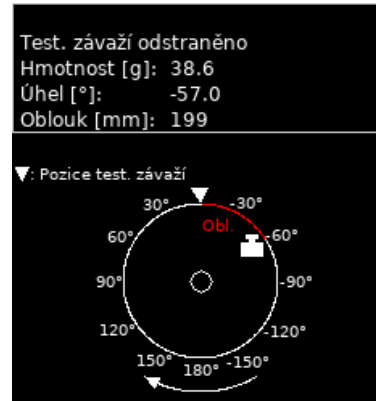 Test. závaží odstraněno
Hmotnost [g]: 38.6
Úhel [°]: -57.0
Oblouk [mm]: 199
▼: Pozice test. závaží
30° -30°
Obl.
60° -60°
90° -90°
120° -120°
150° 180° -150°